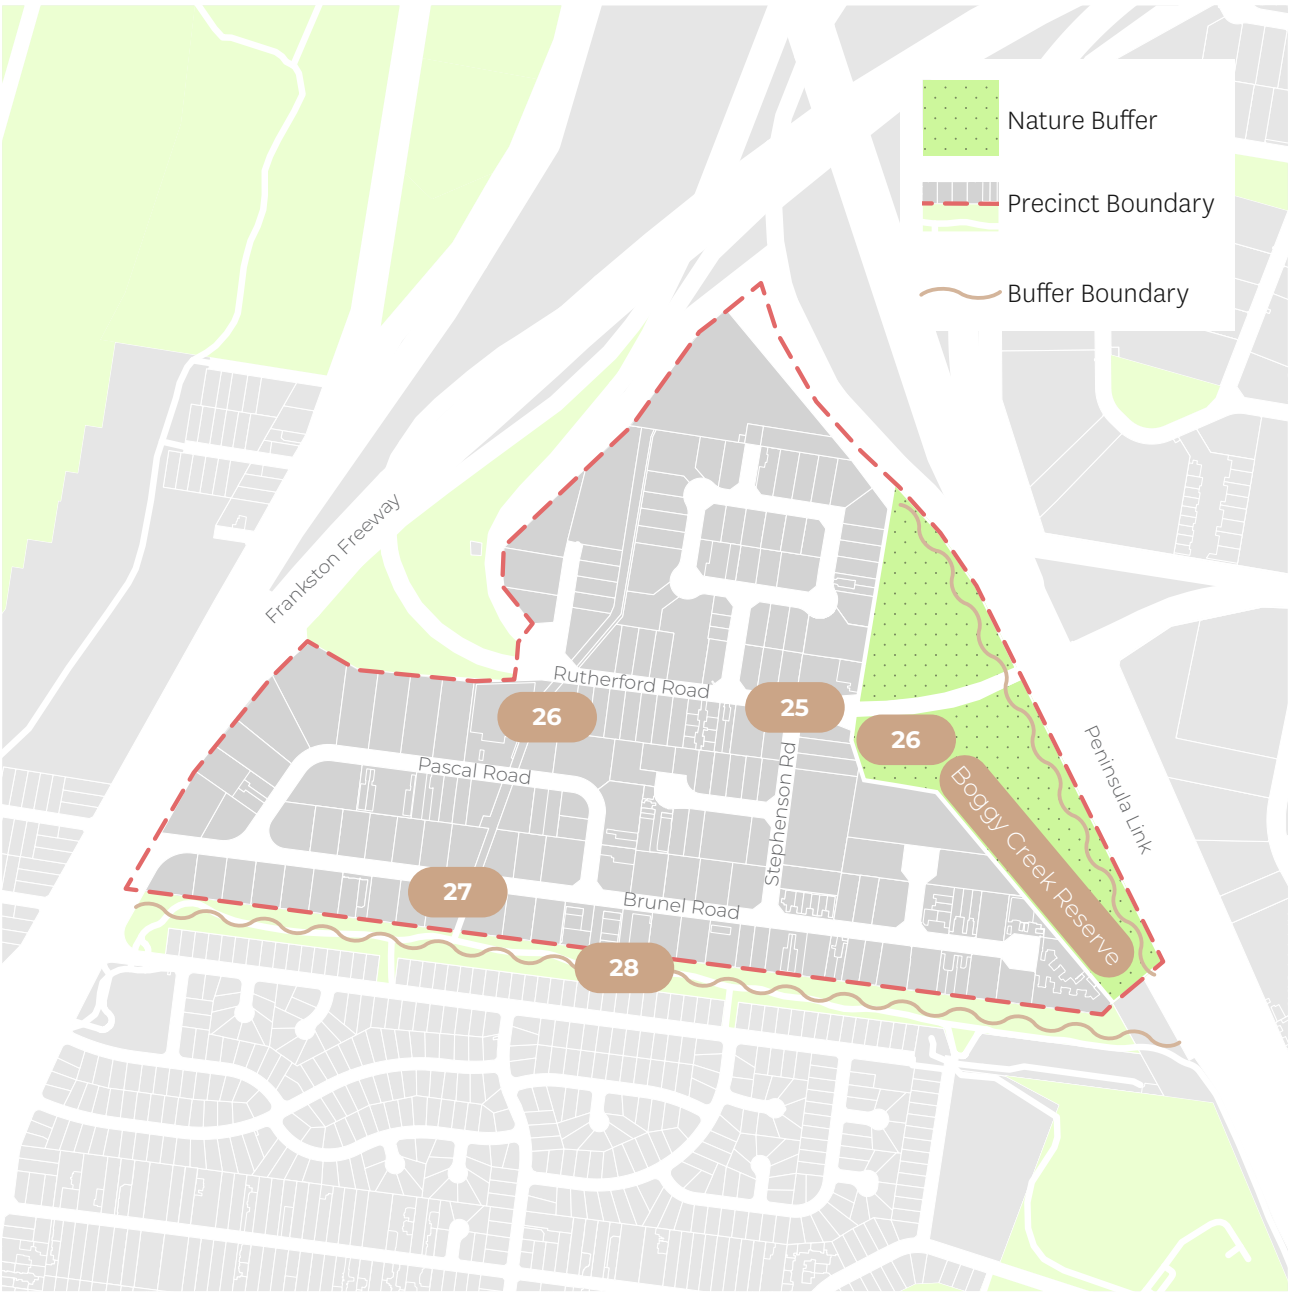 Nature Buffer
Precinct Boundary
Buffer Boundary
Frankston Freeway
Rutherford Road
26
25
26
Pascal Road
Stephenson Rd
Peninsula Link
Boggy Creek Reserve
27
Brunel Road
28